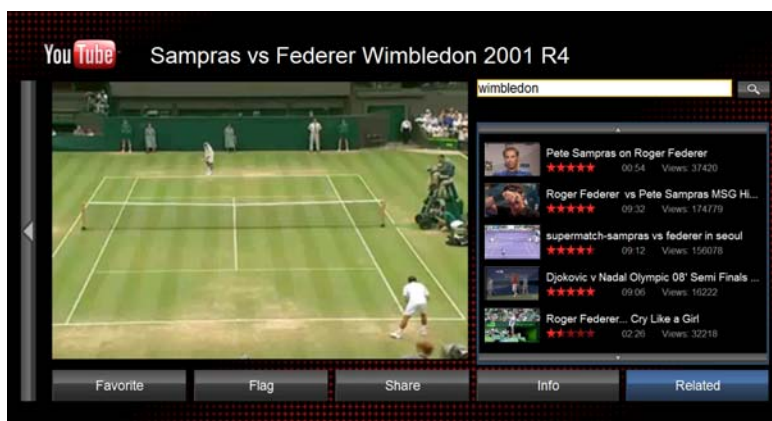 YouTube Sampras vs Federer Wimbledon 2001 R4
wimbledon
Pete Sampras on Roger Federer
00:54 Views: 37420
Roger Federer vs Pete Sampras MSG Hi...
09:32 Views: 174779
supermatch-sampras vs federer in seoul
09:12 Views: 156078
Djokovic v Nadal Olympic 08' Semi Finals ...
09:06 Views: 16222
Roger Federer... Cry Like a Girl
02:26 Views: 32218
Favorite Flag Share Info Related